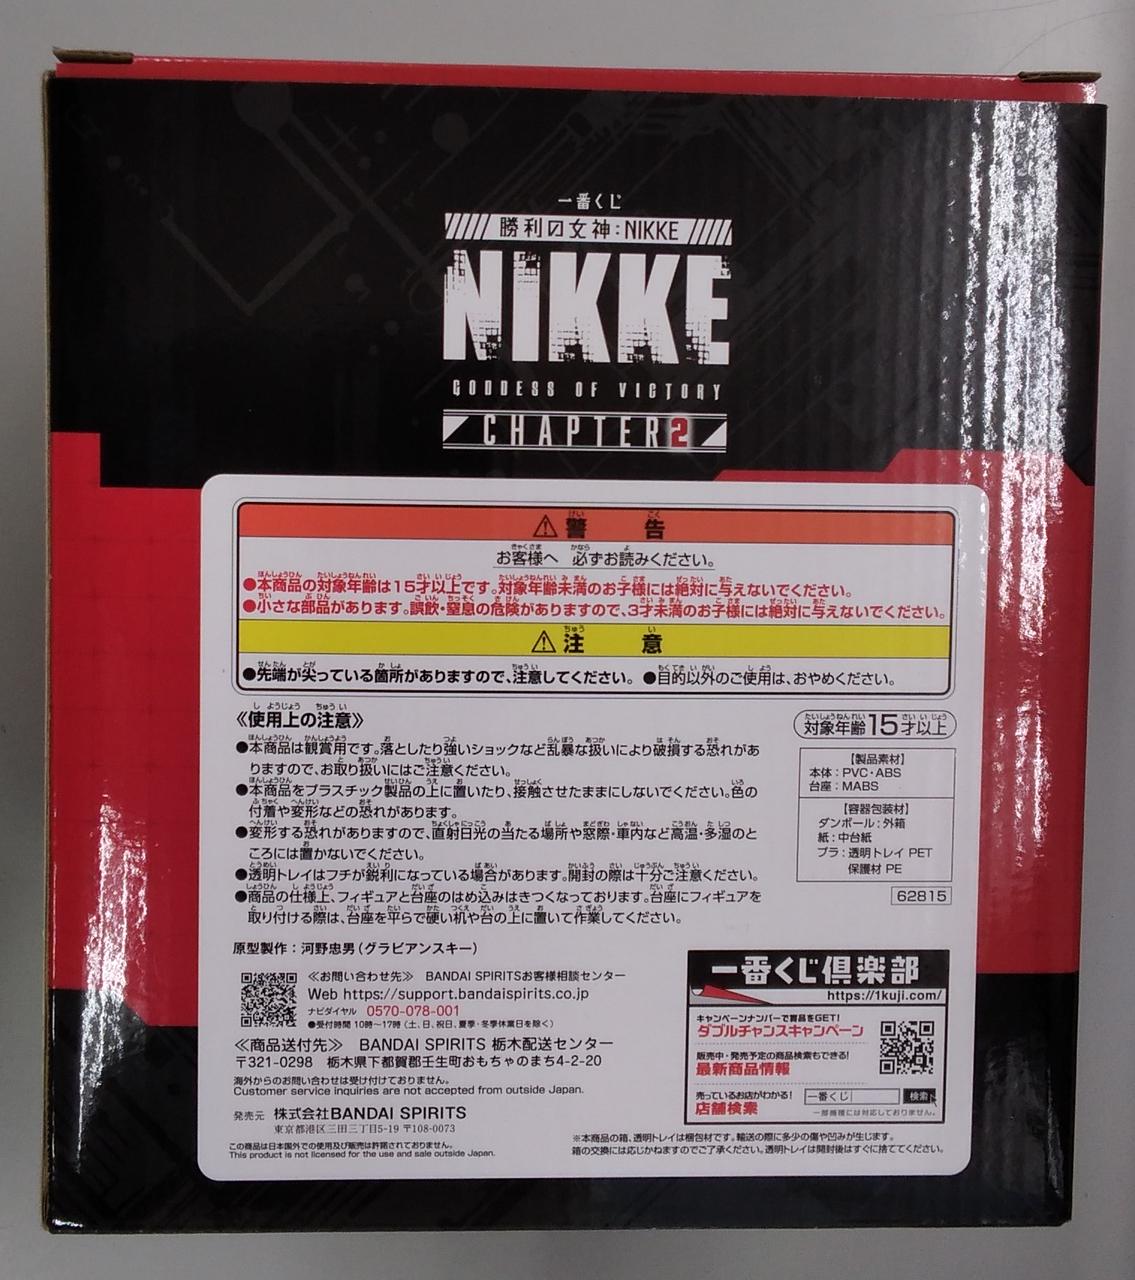 一番くじ
勝利の女神:NIKKE
NIKKE
GODDESS OF VICTORY
CHAPTER 2
⚠警告
お客様へ 必ずお読みください。
●本商品の対象年齢は15才以上です。対象年齢未満のお子様には絶対に与えないでください。
●小さな部品があります。誤飲・窒息の危険がありますので、3才未満のお子様には絶対に与えないでください。
⚠注意
●先端が尖っている箇所がありますので、注意してください。 ●目的以外のご使用は、おやめください。
《使用上の注意》
●本商品は観賞用です。落としたり強いショックなど乱暴な扱いにより破損する恐れがあ
りますので、お取り扱いにはご注意ください。
●本商品をプラスチック製品の上に置いたり、接触させたままにしないでください。色の
付着や変形などの恐れがあります。
●変形する恐れがありますので、直射日光の当たる場所や窓際・車内など高温・多湿のと
ころには置かないでください。
●透明トレイはフチが鋭利になっている場合があります。開封の際は十分ご注意ください。
●商品の仕様上、フィギュアと台座のはめ込みはきつくなっております。台座にフィギュアを
取り付ける際は、台座を平らで硬い机や台の上に置いて作業してください。
対象年齢15才以上
【製品素材】
本体:PVC・ABS
台座:MABS
【容器包装材】
ダンボール:外箱
紙:中台紙
プラ:透明トレイ PET
保護材 PE
62815
原型製作:河野忠男(グラビアンスキー)
≪お問い合わせ先≫ BANDAI SPIRITSお客様相談センター
Web https://support.bandaispirits.co.jp
ナビダイヤル 0570-078-001
●受付時間 10時～17時(土、日、祝日、夏季・冬季休業日を除く)
≪商品送付先≫ BANDAI SPIRITS 栃木配送センター
〒321-0298 栃木県下都賀郡壬生町おもちゃのまち4-2-20
海外からのお問い合わせは受け付けておりません。
Customer service inquiries are not accepted from outside Japan.
発売元 株式会社BANDAI SPIRITS
東京都港区三田三丁目5-19 〒108-0073
この商品は日本国外での使用及び販売は許諾されておりません。
This product is not licensed for the use and sale outside Japan.
一番くじ倶楽部
https://1kuji.com/
キャンペーンナンバーで賞品をGET!
ダブルチャンスキャンペーン
販売中・発売予定の商品検索もできる!
最新商品情報
売っているお店がわかる!
店舗検索
一番くじ 検索
一部機種には対応しておりません。
※本商品の箱、透明トレイは梱包材です。輸送の際に多少の傷や凹みが生じます。
箱の交換には応じかねますのでご了承ください。透明トレイは開封後はすぐに捨ててください。